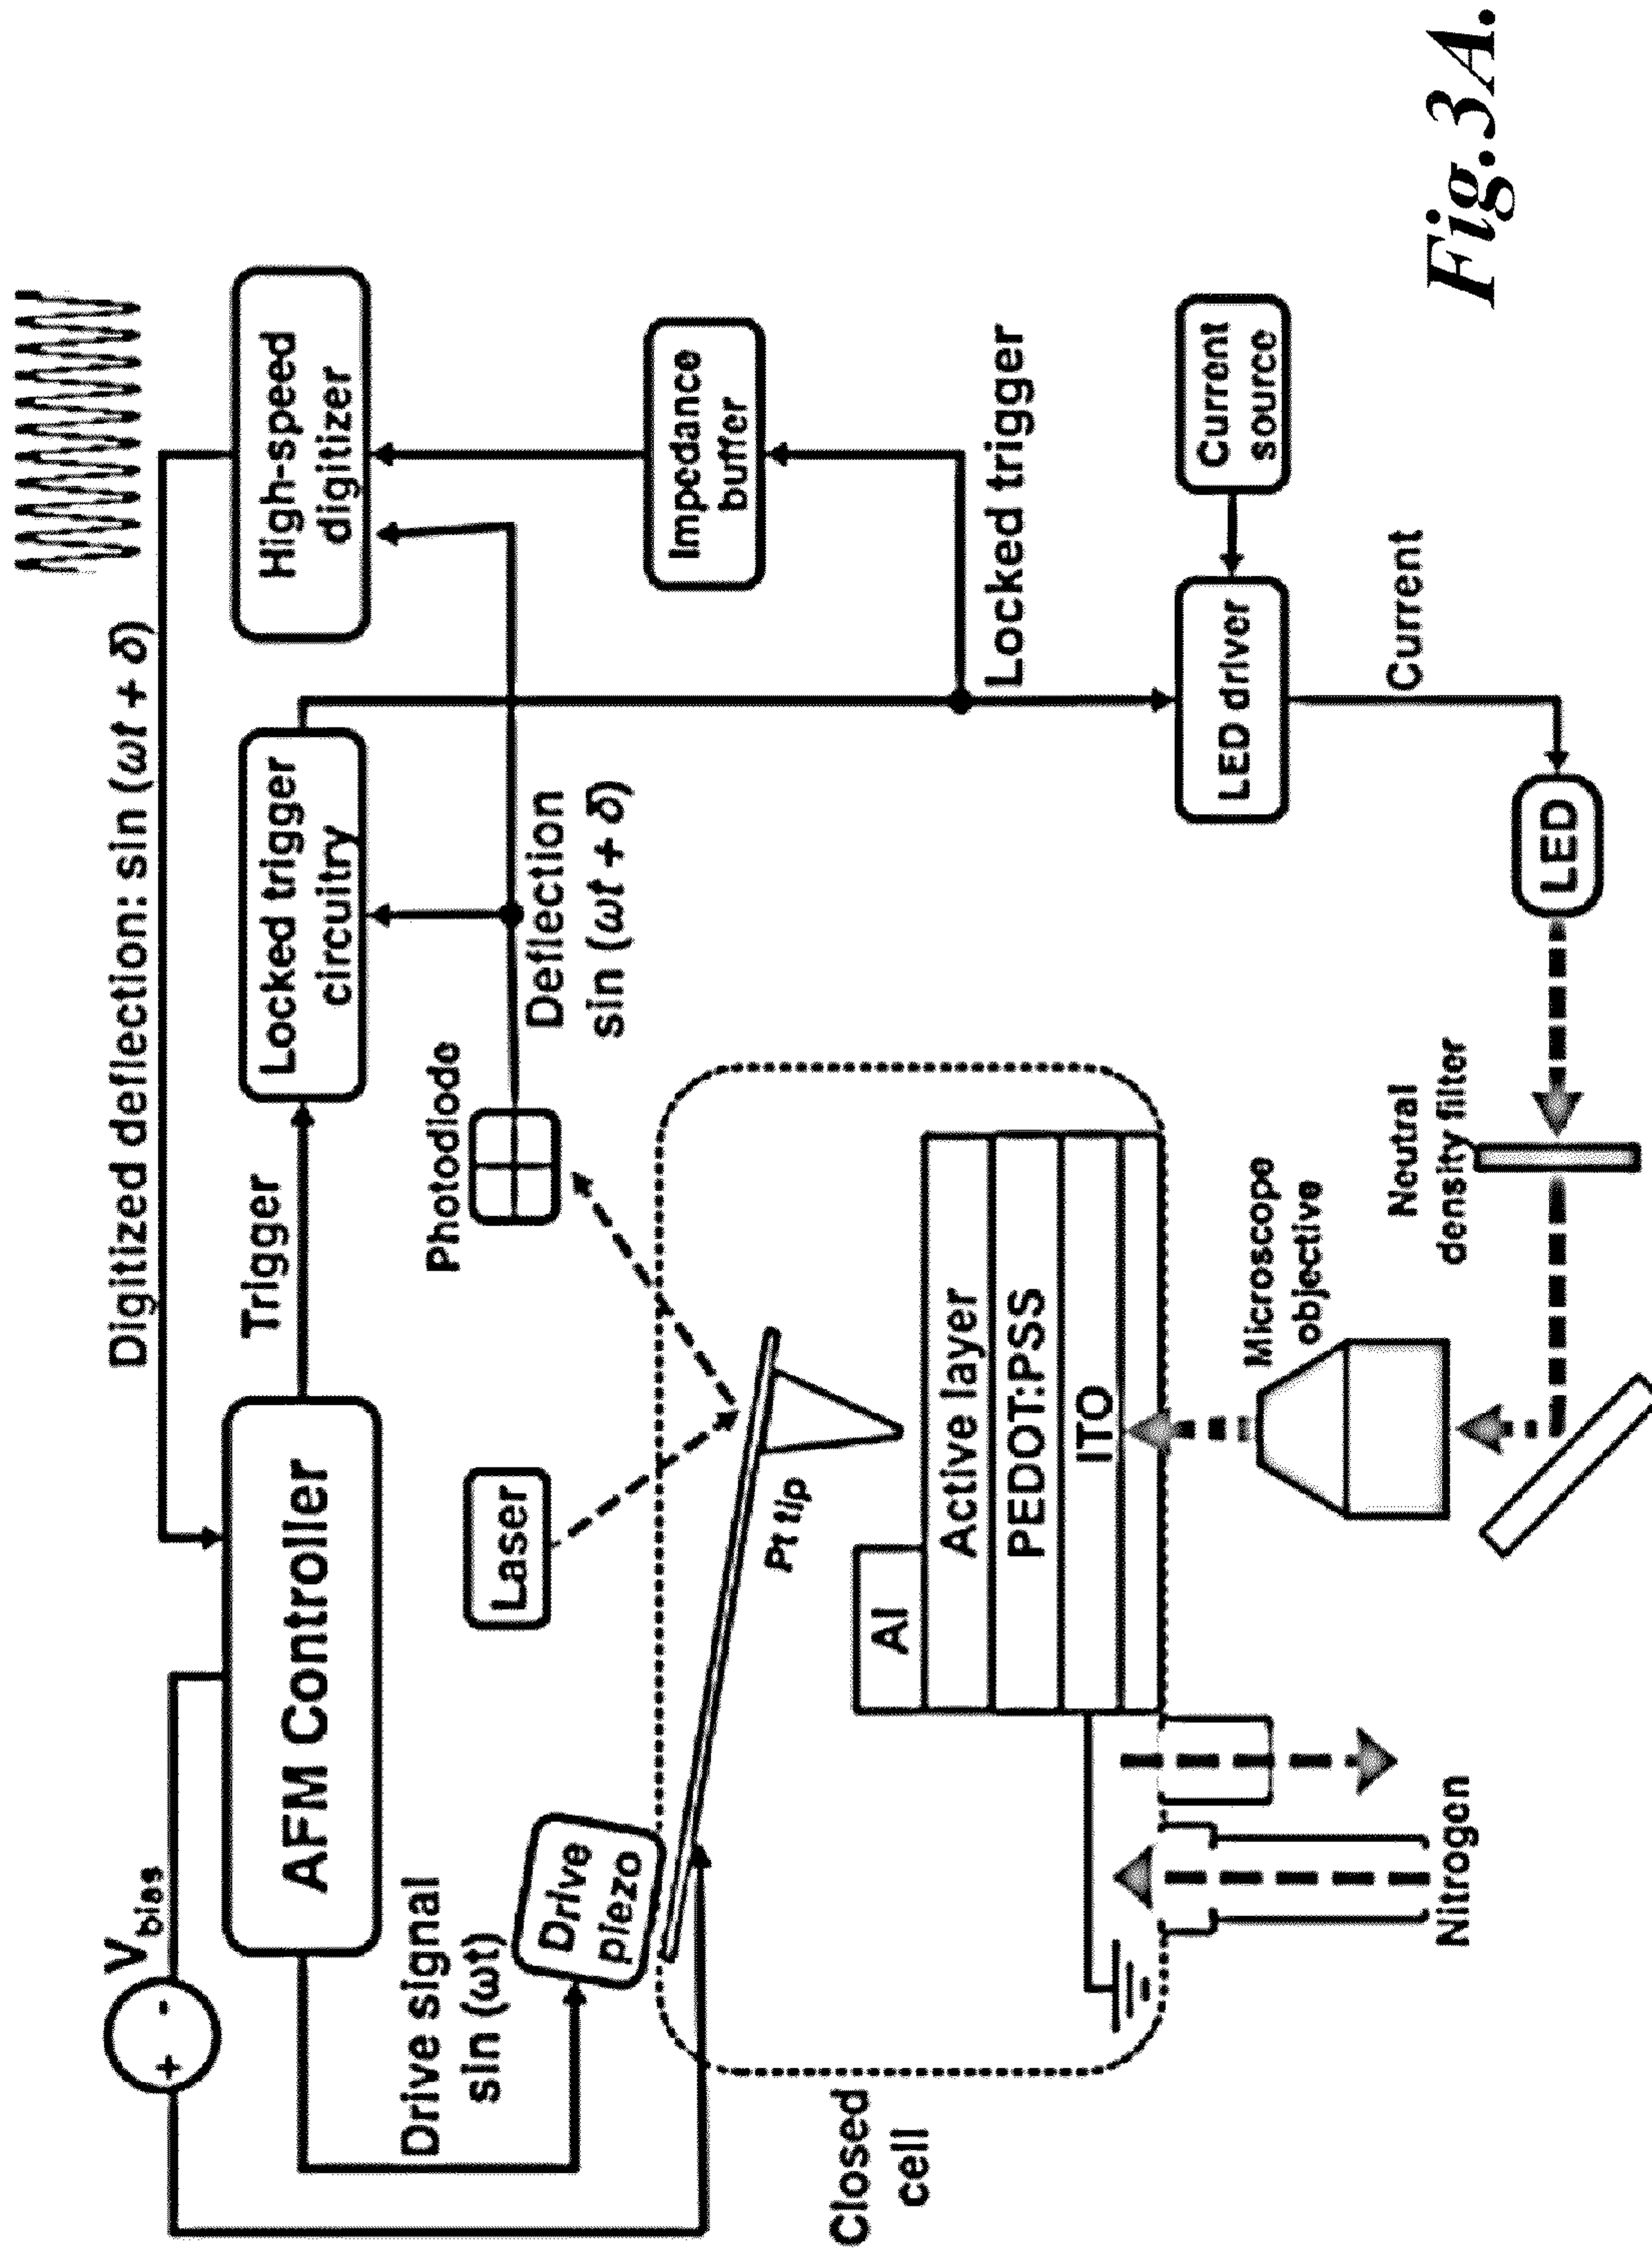 Digitized deflection: sin (ωt + δ)
V bias
+ -
AFM Controller
Trigger
Locked trigger
circuitry
High-speed
digitizer
Drive signal
sin (ωt)
Laser
Photodiode
Deflection
sin (ωt + δ)
Drive
piezo
Impedance
buffer
Pt tip
Closed
cell
Al
Active layer
PEDOT:PSS
ITO
Locked trigger
Microscope
objective
LED driver
Current
source
Nitrogen
Neutral
density filter
Current
LED
Fig.3A.